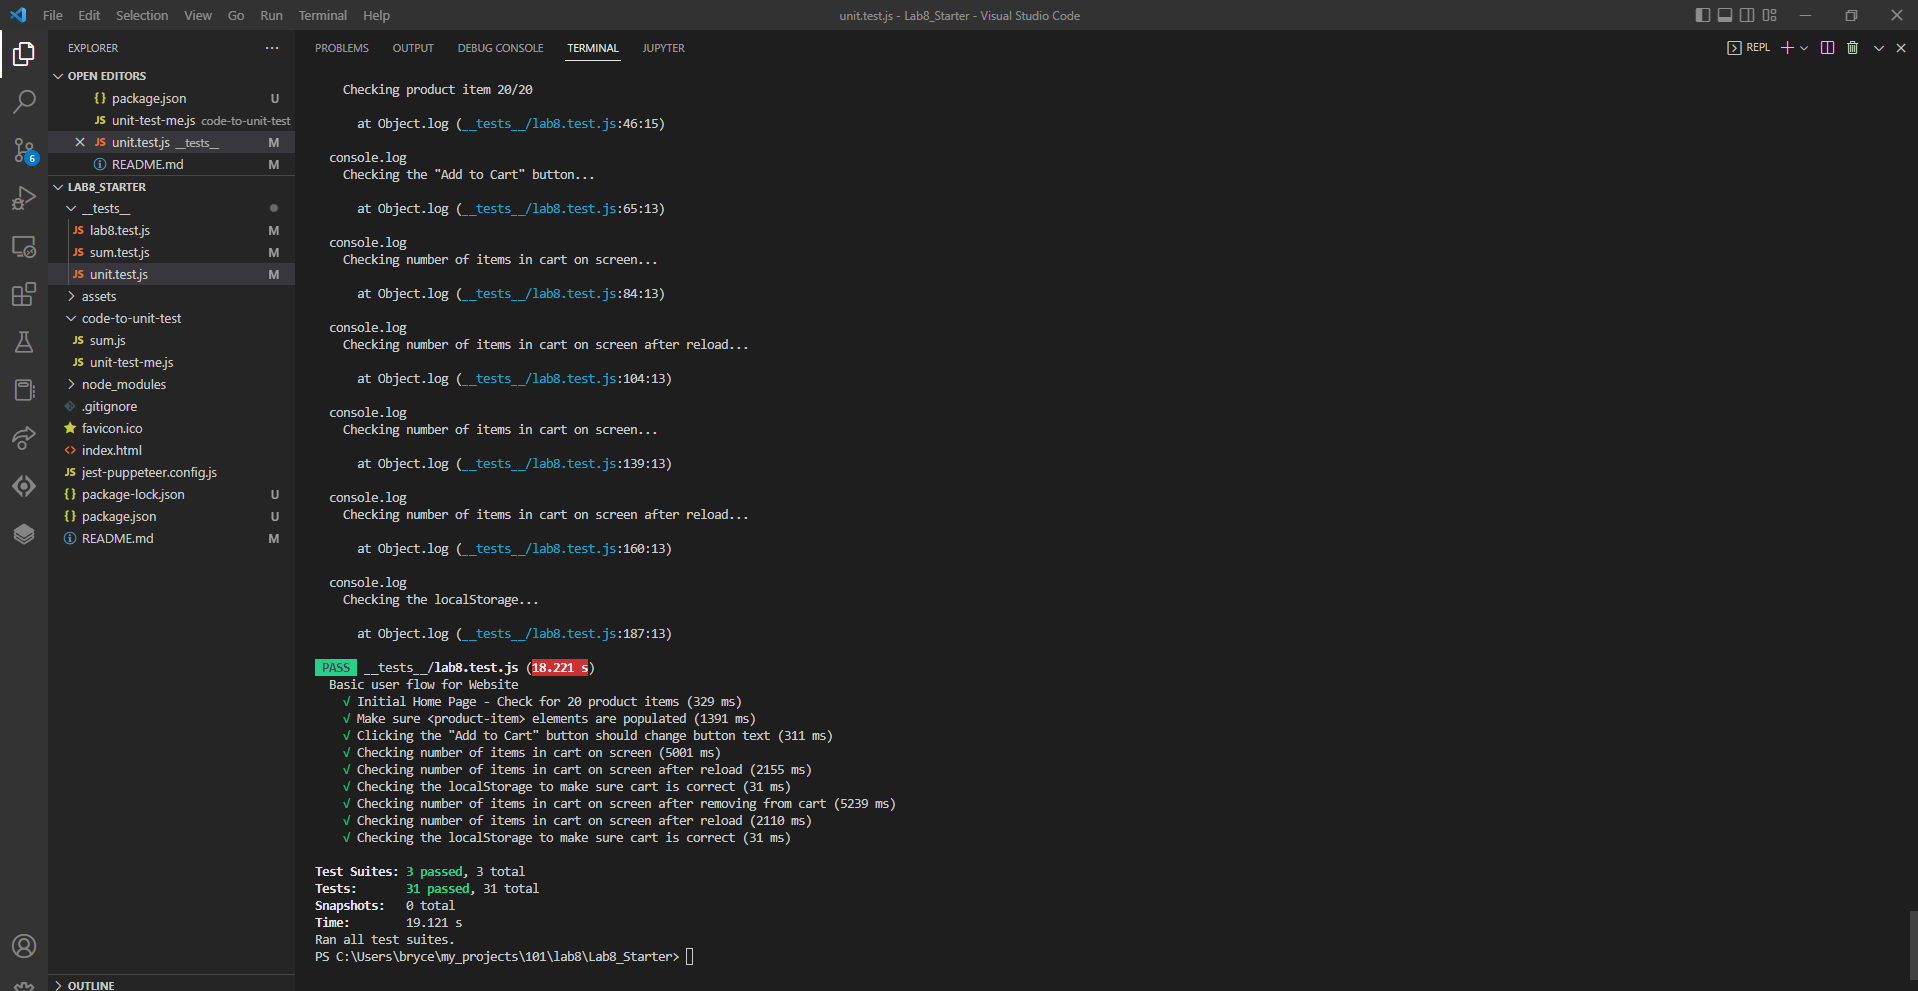 File Edit Selection View Go Run Terminal Help
unit.test.js - Lab8_Starter - Visual Studio Code
EXPLORER
OPEN EDITORS
{} package.json U
JS unit-test-me.js code-to-unit-test
JS unit.test.js __tests__ M
README.md M
LAB8_STARTER
__tests__
JS lab8.test.js M
JS sum.test.js M
JS unit.test.js M
assets
code-to-unit-test
JS sum.js
JS unit-test-me.js
node_modules
.gitignore
favicon.ico
<> index.html
JS jest-puppeteer.config.js
{} package-lock.json U
{} package.json U
README.md M
OUTLINE
6
PROBLEMS OUTPUT DEBUG CONSOLE TERMINAL JUPYTER
REPL
Checking product item 20/20
at Object.log (__tests__/lab8.test.js:46:15)
console.log
Checking the "Add to Cart" button...
at Object.log (__tests__/lab8.test.js:65:13)
console.log
Checking number of items in cart on screen...
at Object.log (__tests__/lab8.test.js:84:13)
console.log
Checking number of items in cart on screen after reload...
at Object.log (__tests__/lab8.test.js:104:13)
console.log
Checking number of items in cart on screen...
at Object.log (__tests__/lab8.test.js:139:13)
console.log
Checking number of items in cart on screen after reload...
at Object.log (__tests__/lab8.test.js:160:13)
console.log
Checking the localStorage...
at Object.log (__tests__/lab8.test.js:187:13)
PASS __tests__/lab8.test.js (18.221 s)
Basic user flow for Website
√ Initial Home Page - Check for 20 product items (329 ms)
√ Make sure <product-item> elements are populated (1391 ms)
√ Clicking the "Add to Cart" button should change button text (311 ms)
√ Checking number of items in cart on screen (5001 ms)
√ Checking number of items in cart on screen after reload (2155 ms)
√ Checking the localStorage to make sure cart is correct (31 ms)
√ Checking number of items in cart on screen after removing from cart (5239 ms)
√ Checking number of items in cart on screen after reload (2110 ms)
√ Checking the localStorage to make sure cart is correct (31 ms)
Test Suites: 3 passed, 3 total
Tests: 31 passed, 31 total
Snapshots: 0 total
Time: 19.121 s
Ran all test suites.
PS C:\Users\bryce\my_projects\101\lab8\Lab8_Starter>